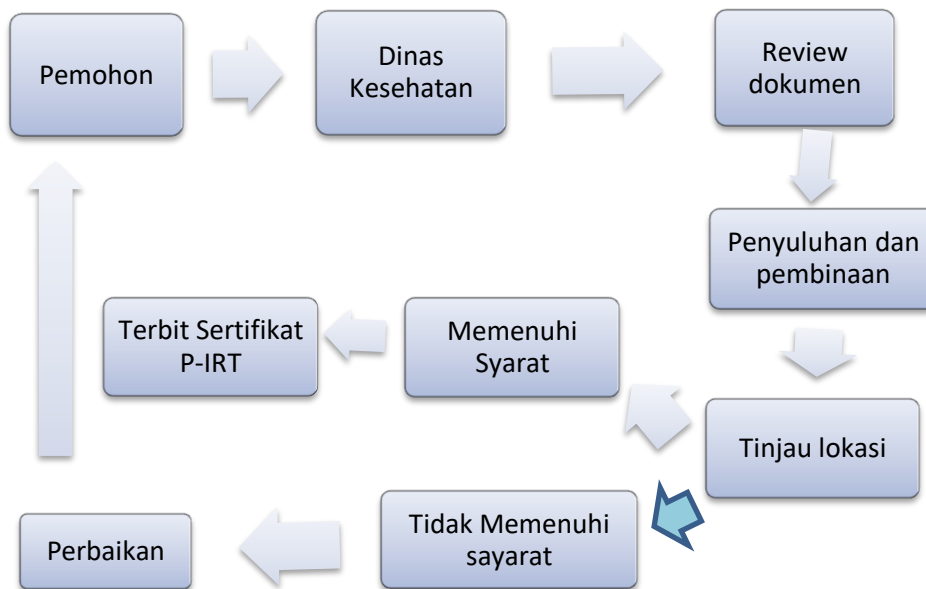 Pemohon
Dinas
Kesehatan
Review
dokumen
Penyuluhan dan
pembinaan
Tinjau lokasi
Memenuhi
Syarat
Terbit Sertifikat
P-IRT
Tidak Memenuhi
sayarat
Perbaikan